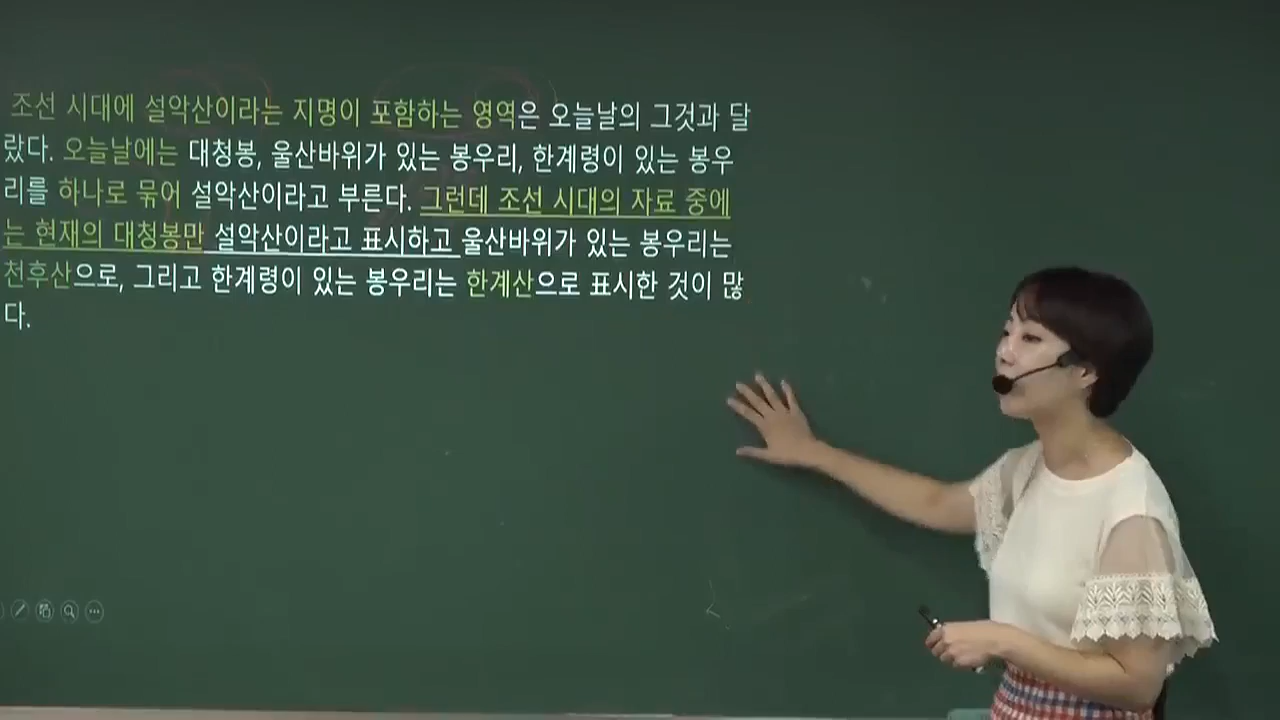 조선 시대에 설악산이라는 지명이 포함하는 영역은 오늘날의 그것과 달
랐다. 오늘날에는 대청봉, 울산바위가 있는 봉우리, 한계령이 있는 봉우
리를 하나로 묶어 설악산이라고 부른다. 그런데 조선 시대의 자료 중에
는 현재의 대청봉만 설악산이라고 표시하고 울산바위가 있는 봉우리는
천후산으로, 그리고 한계령이 있는 봉우리는 한계산으로 표시한 것이 많
다.